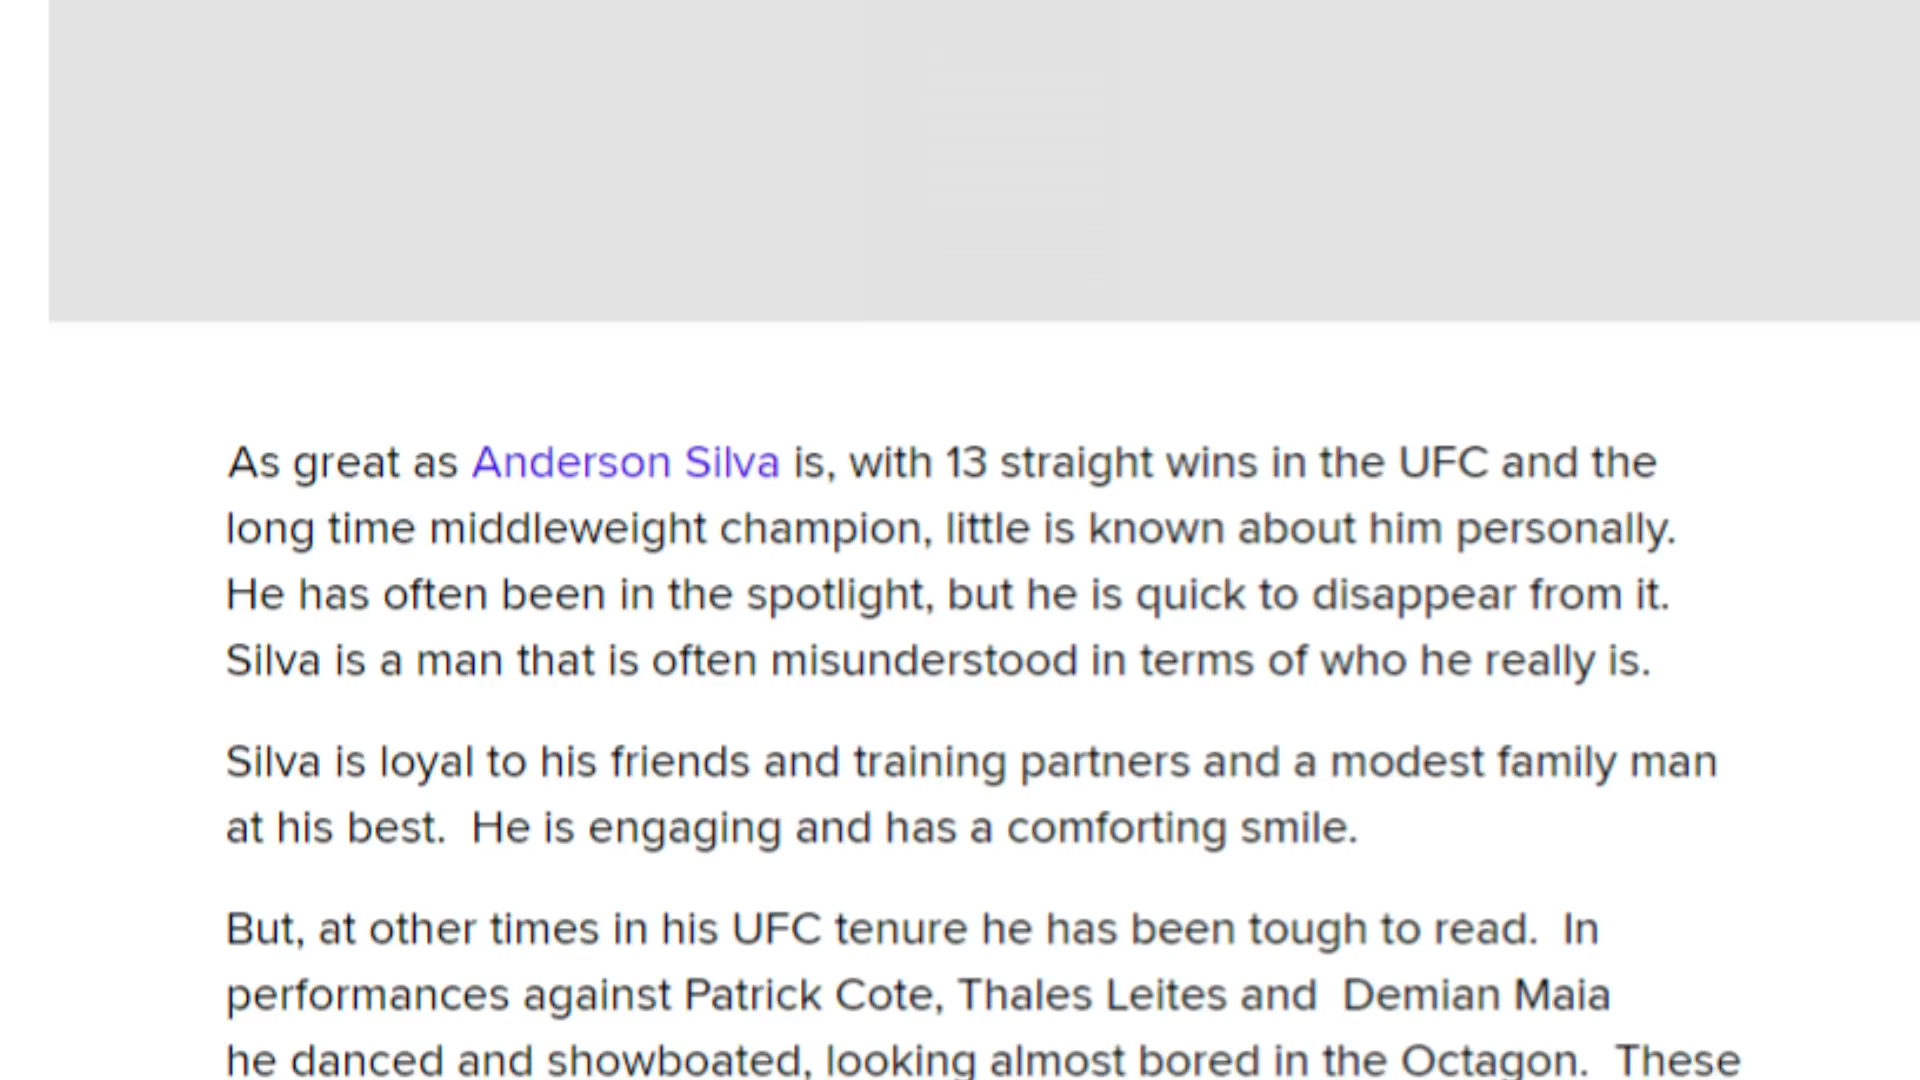 As great as Anderson Silva is, with 13 straight wins in the UFC and the
long time middleweight champion, little is known about him personally.
He has often been in the spotlight, but he is quick to disappear from it.
Silva is a man that is often misunderstood in terms of who he really is.
Silva is loyal to his friends and training partners and a modest family man
at his best.  He is engaging and has a comforting smile.
But, at other times in his UFC tenure he has been tough to read.  In
performances against Patrick Cote, Thales Leites and  Demian Maia
he danced and showboated, looking almost bored in the Octagon.  These